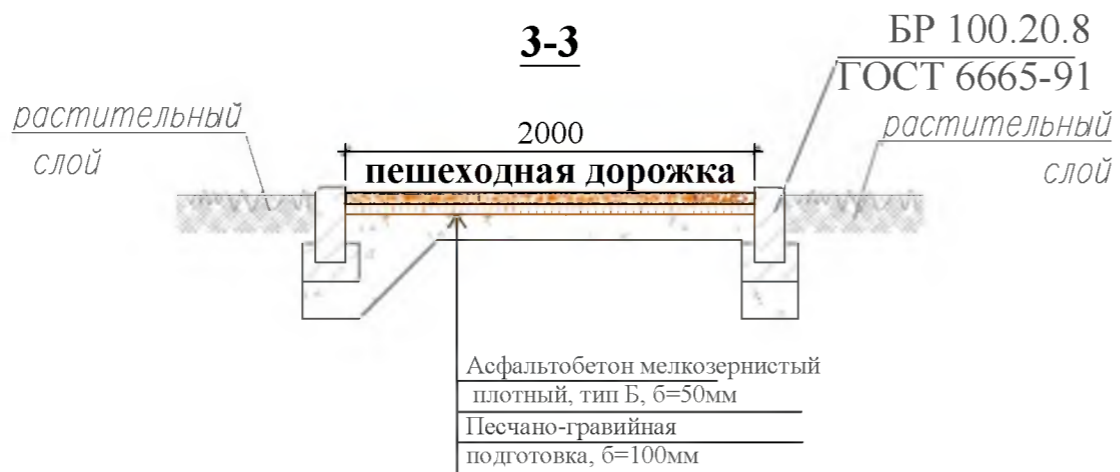 3-3
БР 100.20.8
ГОСТ 6665-91
растительный
слой
2000
растительный
слой
пешеходная дорожка
Асфальтобетон мелкозернистый
плотный, тип Б, б=50мм
Песчано-гравийная
подготовка, б=100мм